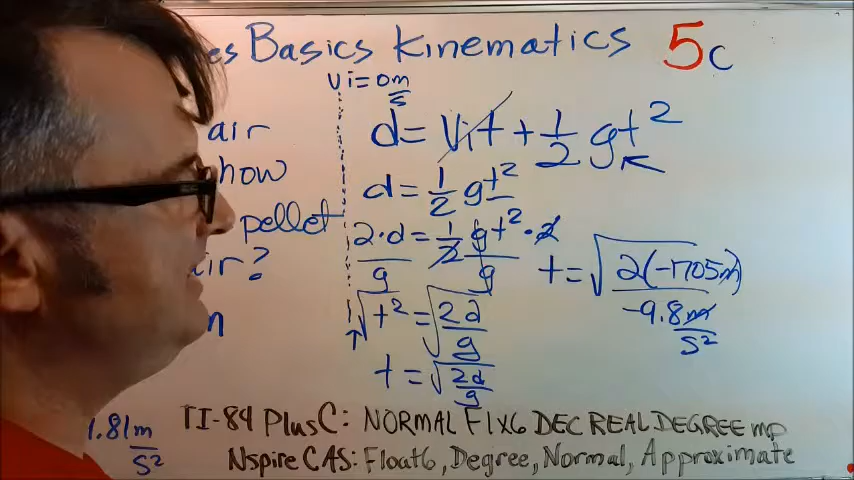 es Basics Kinematics 5c
Vi=0m/s
air
d= Vit + 1/2 gt²
how
d= 1/2 gt²
pellet
2·d = 1/2 gt² · 2
g g
t= √2(-1705m)
-9.8m/s²
ir?
√t² = √2d/g
n
t = √2d/g
1.81m/s²
TI-84 Plus C: NORMAL FIX6 DEC REAL DEGREE mp
Nspire CAS: Float6, Degree, Normal, Approximate